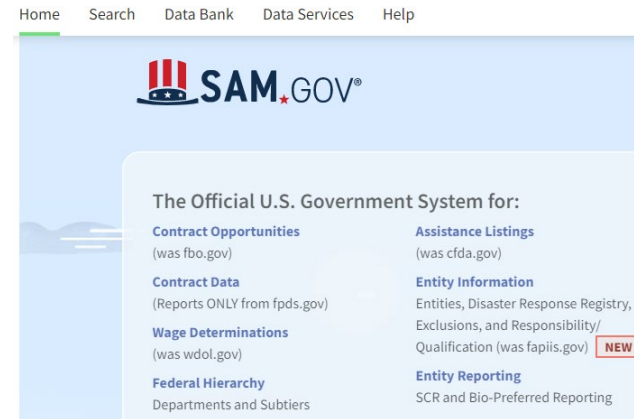 Home Search Data Bank Data Services Help
SAM.GOV®
The Official U.S. Government System for:
Contract Opportunities
(was fbo.gov)
Contract Data
(Reports ONLY from fpds.gov)
Wage Determinations
(was wdol.gov)
Federal Hierarchy
Departments and Subtiers
Assistance Listings
(was cfda.gov)
Entity Information
Entities, Disaster Response Registry,
Exclusions, and Responsibility/
Qualification (was fapiis.gov) NEW
Entity Reporting
SCR and Bio-Preferred Reporting